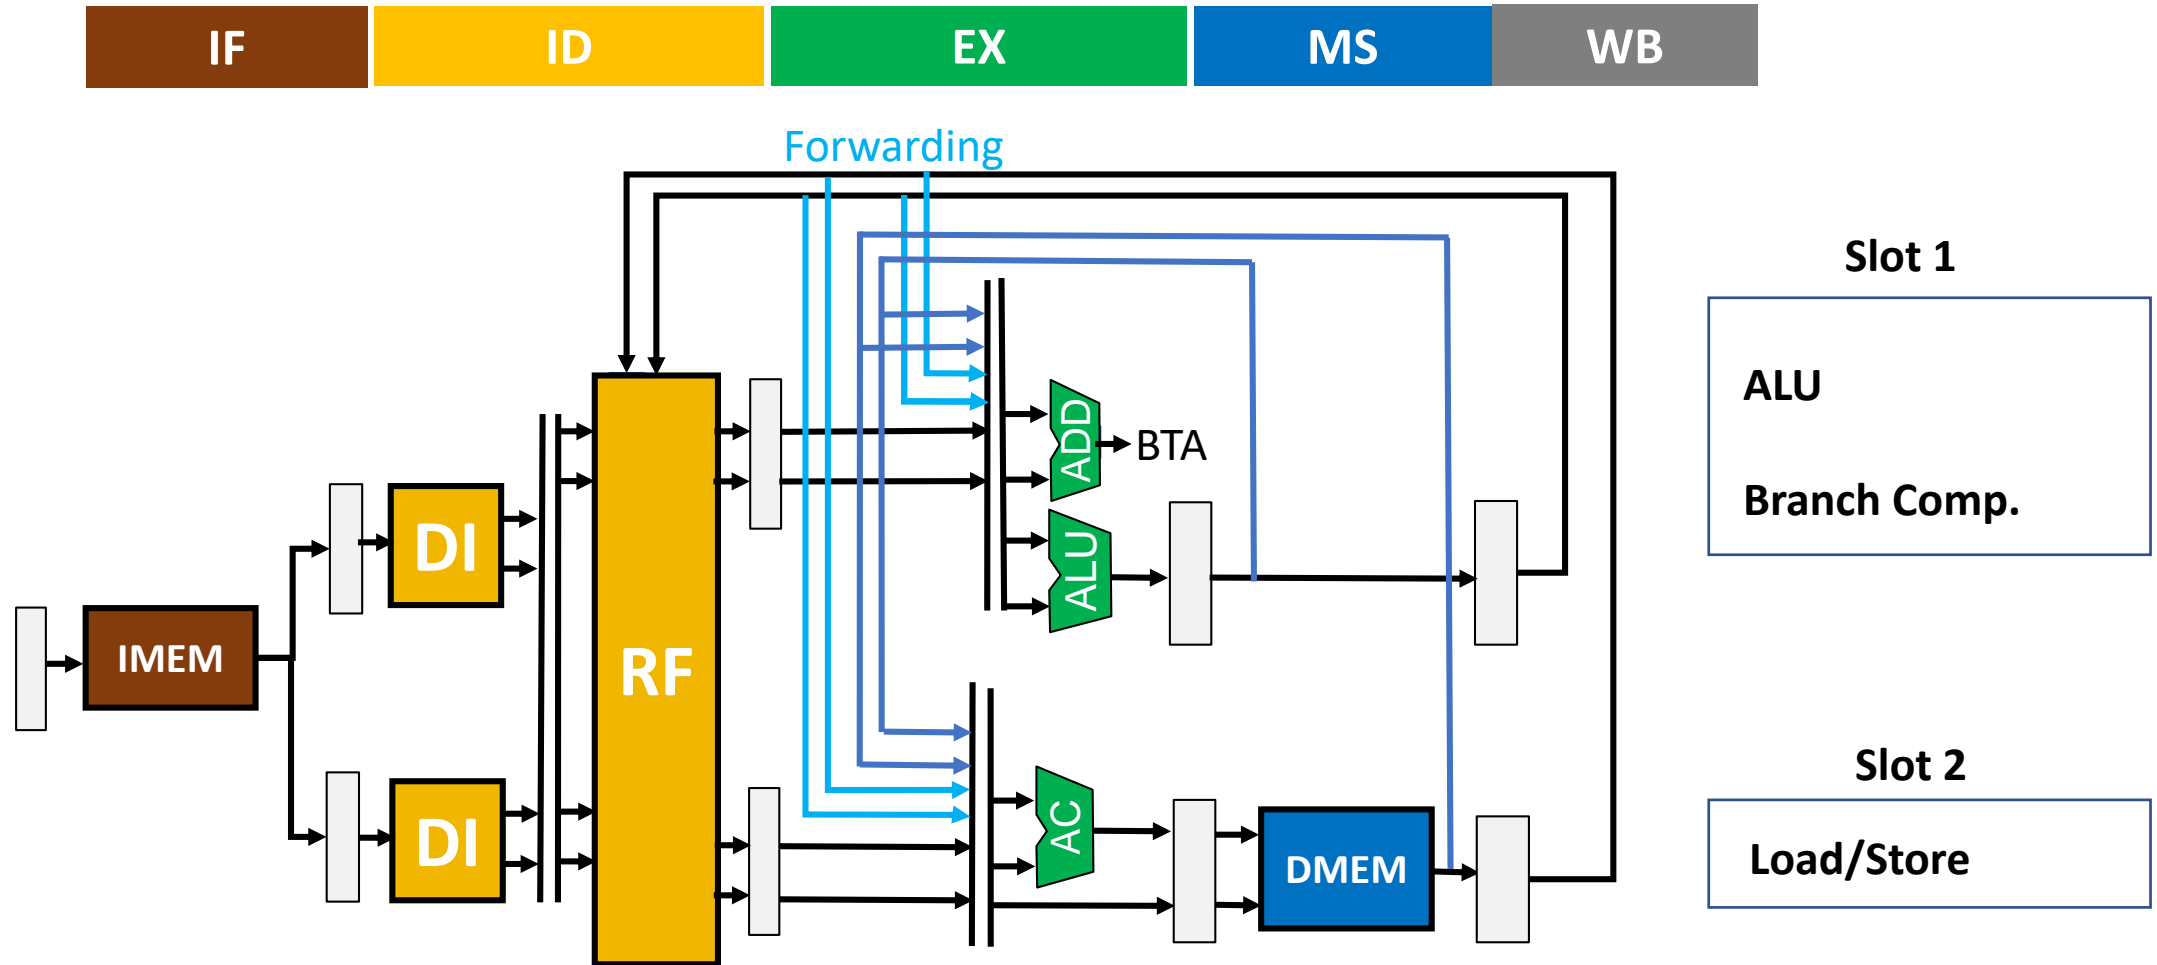 IF
ID
EX
MS
WB
Forwarding
Slot 1
ALU
Branch Comp.
ADD
BTA
DI
ALU
IMEM
RF
Slot 2
Load/Store
DI
AC
DMEM